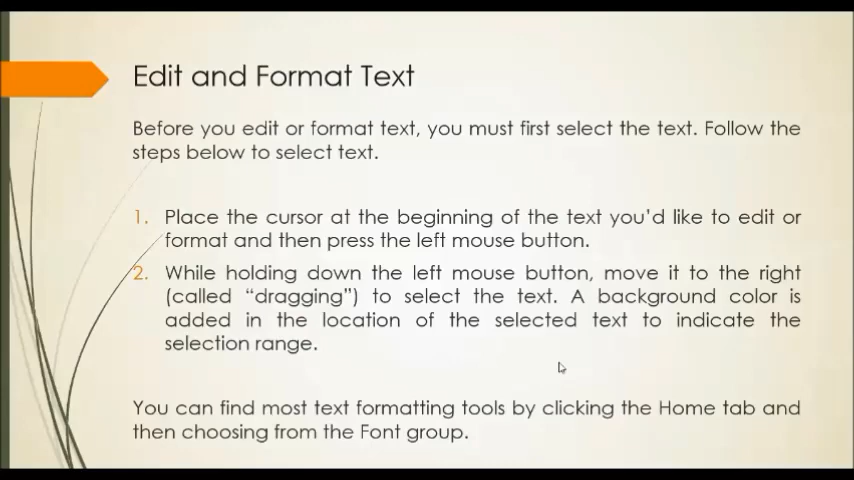 Edit and Format Text
Before you edit or format text, you must first select the text. Follow the
steps below to select text.
1. Place the cursor at the beginning of the text you'd like to edit or
format and then press the left mouse button.
2. While holding down the left mouse button, move it to the right
(called “dragging”) to select the text. A background color is
added in the location of the selected text to indicate the
selection range.
You can find most text formatting tools by clicking the Home tab and
then choosing from the Font group.